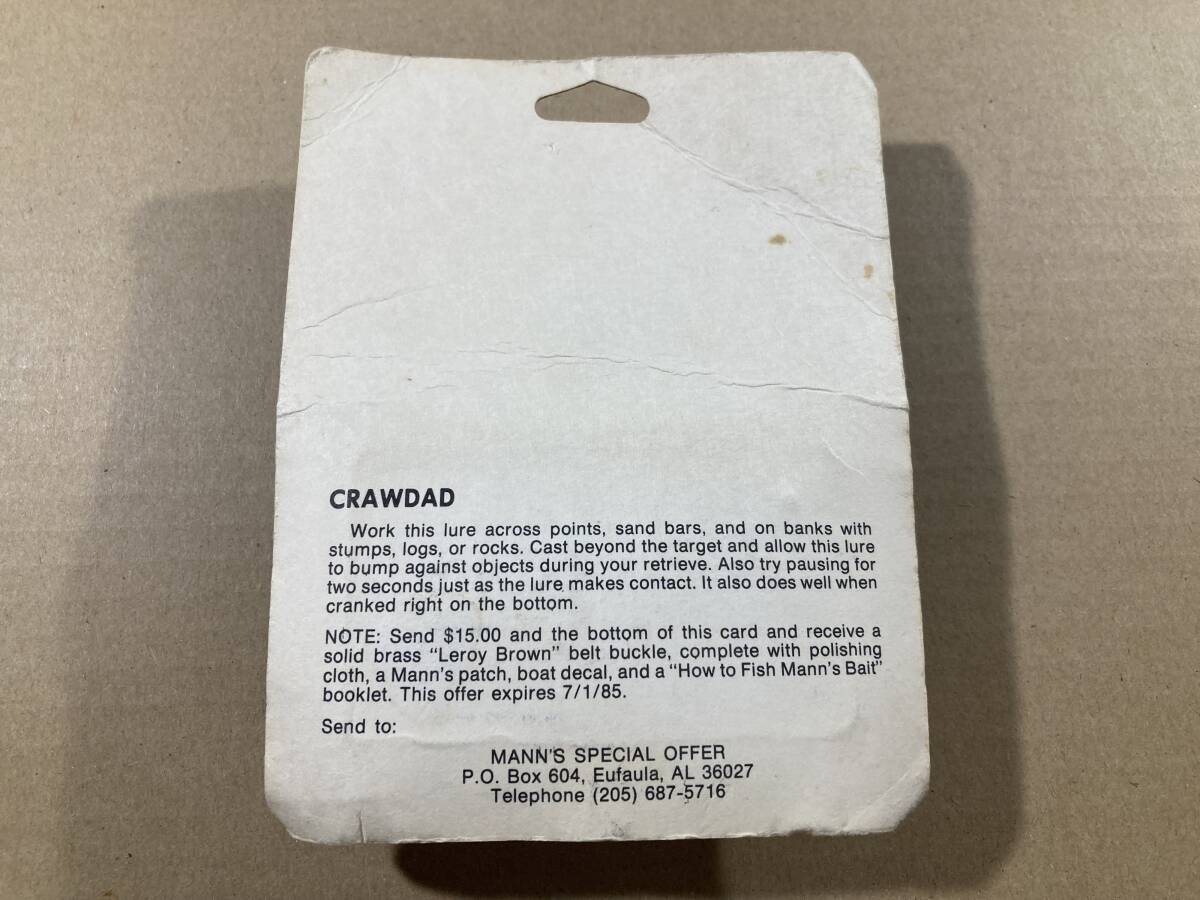 CRAWDAD
Work this lure across points, sand bars, and on banks with
stumps, logs, or rocks. Cast beyond the target and allow this lure
to bump against objects during your retrieve. Also try pausing for
two seconds just as the lure makes contact. It also does well when
cranked right on the bottom.
NOTE: Send $15.00 and the bottom of this card and receive a
solid brass "Leroy Brown" belt buckle, complete with polishing
cloth, a Mann's patch, boat decal, and a "How to Fish Mann's Bait"
booklet. This offer expires 7/1/85.
Send to:
MANN'S SPECIAL OFFER
P.O. Box 604, Eufaula, AL 36027
Telephone (205) 687-5716